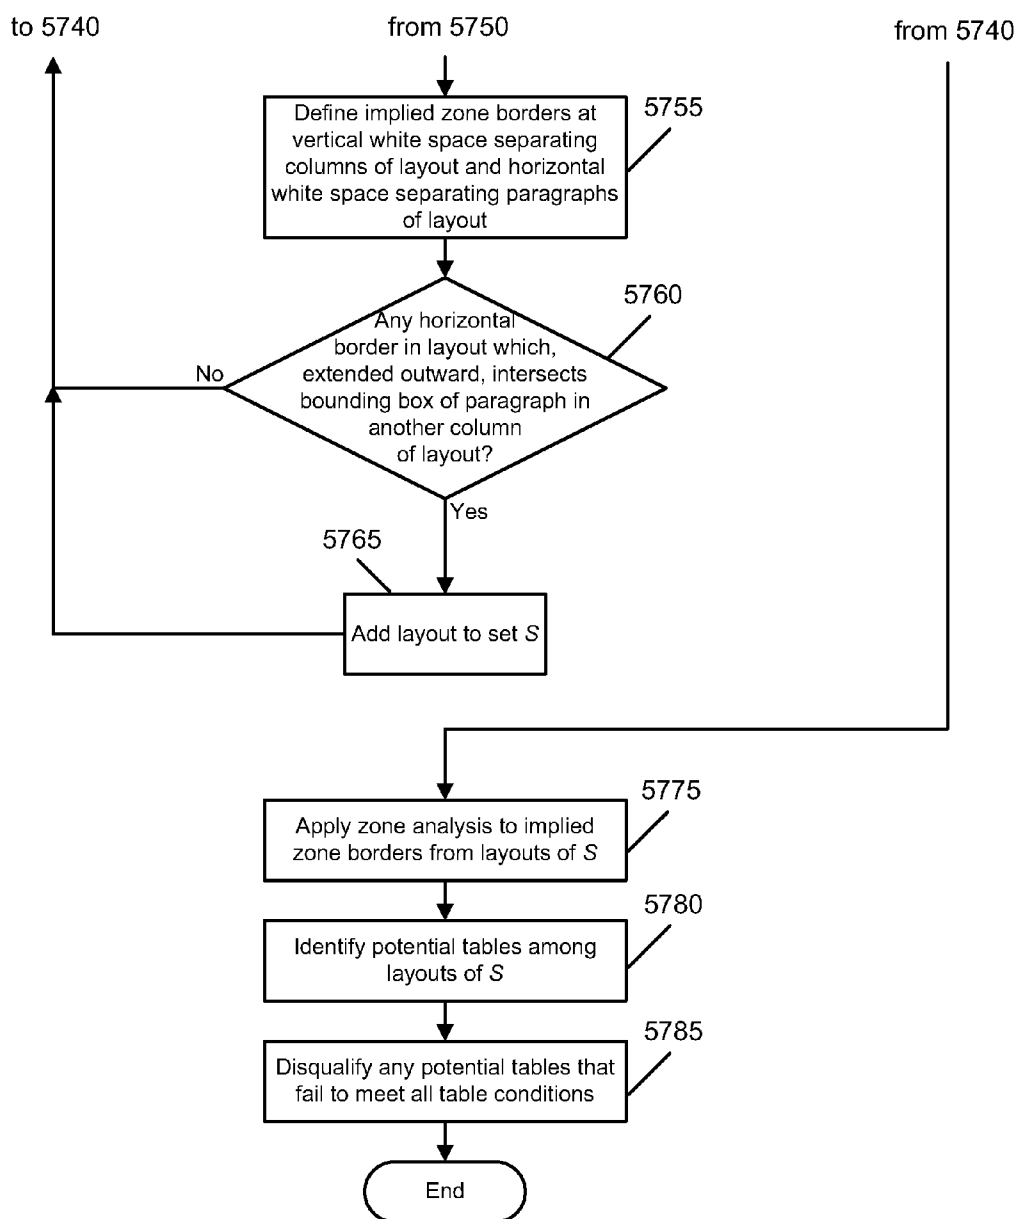 to 5740
from 5750
from 5740
5755
Define implied zone borders at
vertical white space separating
columns of layout and horizontal
white space separating paragraphs
of layout
5760
Any horizontal
border in layout which,
extended outward, intersects
bounding box of paragraph in
another column
of layout?
No
Yes
5765
Add layout to set S
5775
Apply zone analysis to implied
zone borders from layouts of S
5780
Identify potential tables among
layouts of S
5785
Disqualify any potential tables that
fail to meet all table conditions
End